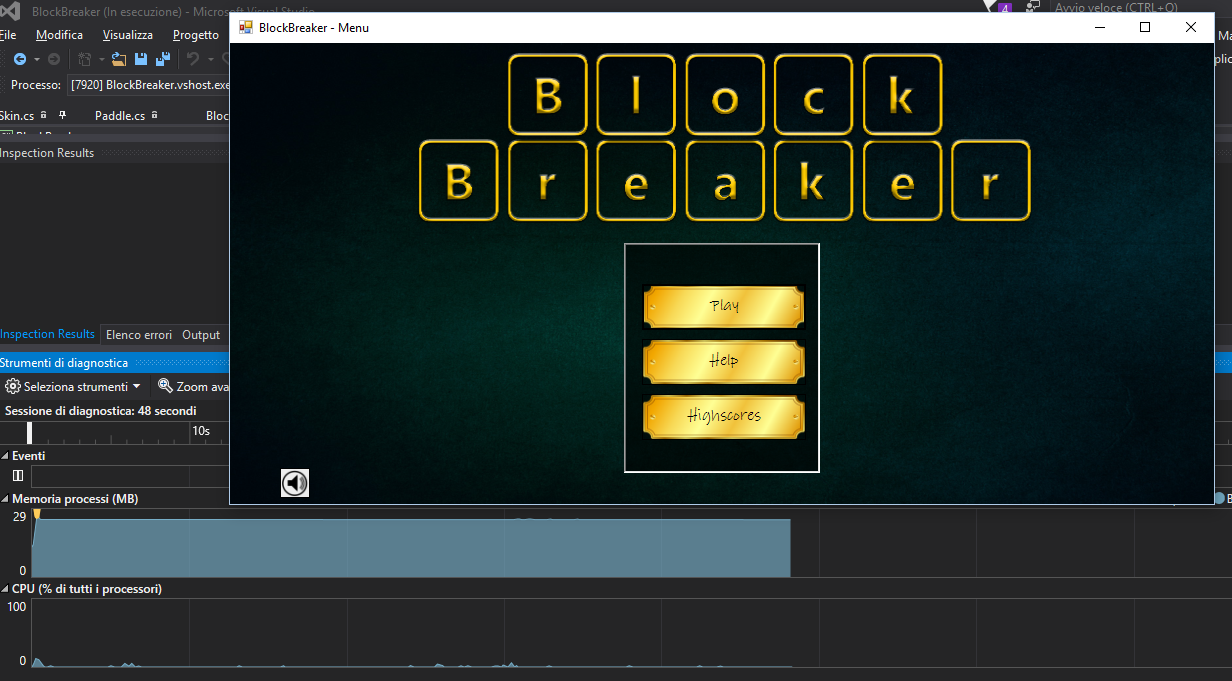 BlockBreaker (In esecuzione) - Microsoft Visual Studio
4
Avvio veloce (CTRL+Q)
BlockBreaker - Menu
File Modifica Visualizza Progetto
Processo: [7920] BlockBreaker.vshost.exe
Skin.cs Paddle.cs Bloc
Inspection Results
Block
Breaker
Play
Help
Highscores
Inspection Results Elenco errori Output
Strumenti di diagnostica
Seleziona strumenti Zoom ava
Sessione di diagnostica: 48 secondi
10s
Eventi
Memoria processi (MB)
29
0
CPU (% di tutti i processori)
100
0